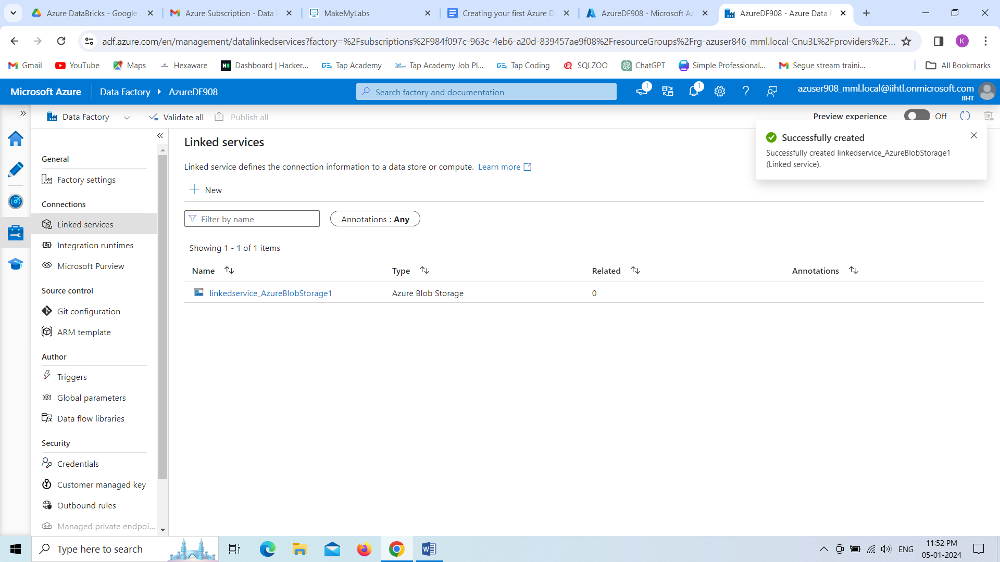 Azure DataBricks - Google
Azure Subscription - Data
MakeMyLabs
Creating your first Azure D
AzureDF908 - Microsoft Az
AzureDF908 - Azure Data F
adf.azure.com/en/management/datalinkedservices?factory=%2Fsubscriptions%2F984f097c-963c-4eb6-a20d-839457ae9f08%2FresourceGroups%2Frg-azuser846_mml.local-Cnu3L%2Fproviders%2F...
K
Gmail
YouTube
Maps
Hexaware
Dashboard | Hacker...
Tap Academy
Tap Academy Job Pl...
Tap Coding
SQLZOO
ChatGPT
Simple Professional...
Segue stream traini...
All Bookmarks
Microsoft Azure
Data Factory
AzureDF908
Search factory and documentation
1
1
azuser908_mml.local@iihtl.onmicrosoft.com
IIHT
Data Factory
Validate all
Publish all
Preview experience
Off
Successfully created
Successfully created linkedservice_AzureBlobStorage1
(Linked service).
General
Factory settings
Connections
Linked services
Integration runtimes
Microsoft Purview
Source control
Git configuration
ARM template
Author
Triggers
Global parameters
Data flow libraries
Security
Credentials
Customer managed key
Outbound rules
Managed private endpoi...
Linked services
Linked service defines the connection information to a data store or compute. Learn more
New
Filter by name
Annotations : Any
Showing 1 - 1 of 1 items
Name
Type
Related
Annotations
linkedservice_AzureBlobStorage1
Azure Blob Storage
0
Type here to search
ENG
11:52 PM
05-01-2024